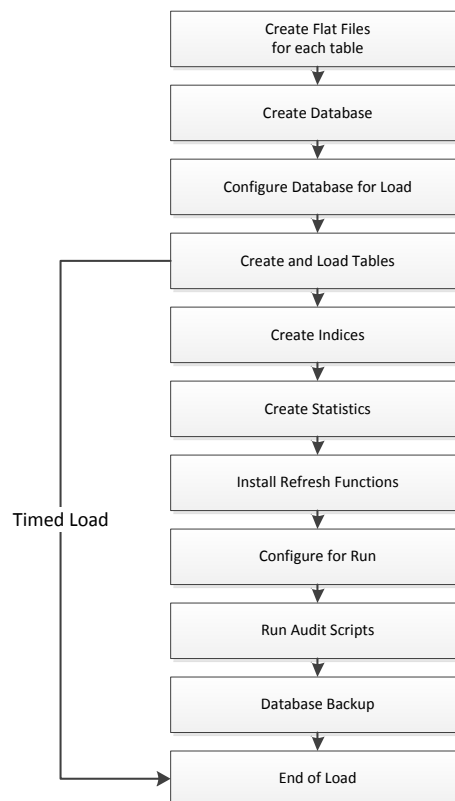 Create Flat Files
for each table
Create Database
Configure Database for Load
Create and Load Tables
Create Indices
Create Statistics
Install Refresh Functions
Timed Load
Configure for Run
Run Audit Scripts
Database Backup
End of Load